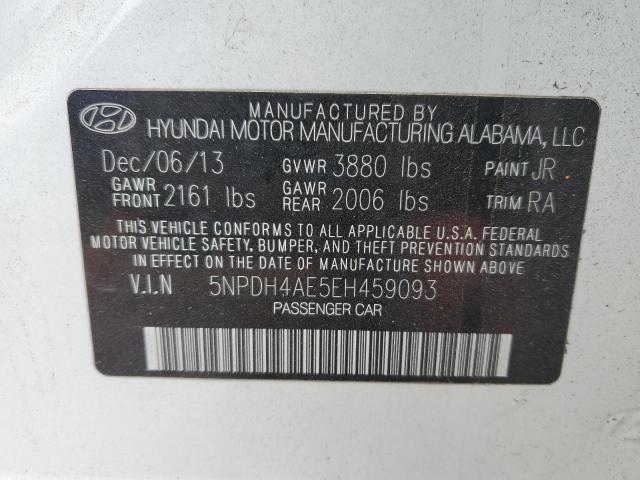 MANUFACTURED BY
HYUNDAI MOTOR MANUFACTURING ALABAMA, LLC
Dec/06/13 GVWR 3880 lbs PAINT JR
GAWR FRONT 2161 lbs GAWR REAR 2006 lbs TRIM RA
THIS VEHICLE CONFORMS TO ALL APPLICABLE U.S.A. FEDERAL
MOTOR VEHICLE SAFETY, BUMPER, AND THEFT PREVENTION STANDARDS
IN EFFECT ON THE DATE OF MANUFACTURE SHOWN ABOVE
V.I.N 5NPDH4AE5EH459093
PASSENGER CAR